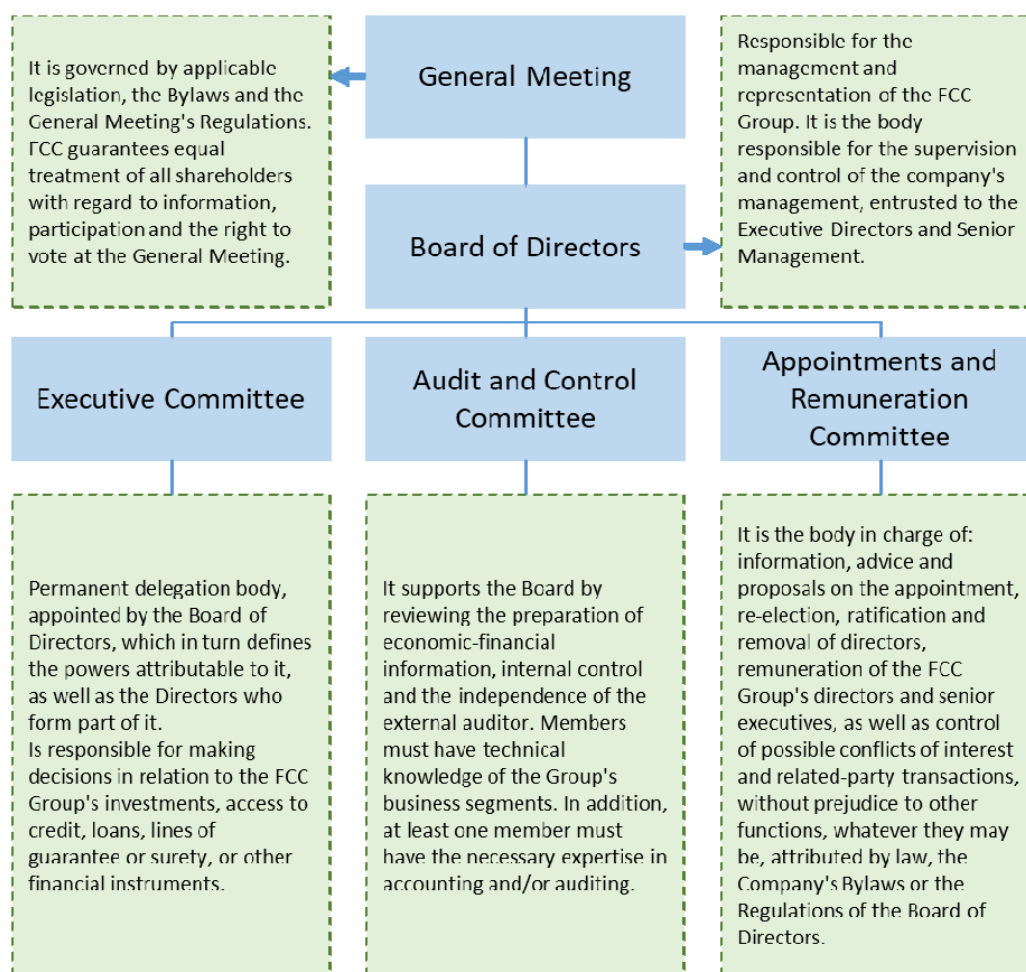 It is governed by applicable
legislation, the Bylaws and the
General Meeting's Regulations.
FCC guarantees equal
treatment of all shareholders
with regard to information,
participation and the right to
vote at the General Meeting.
General Meeting
Responsible for the
management and
representation of the FCC
Group. It is the body
responsible for the supervision
and control of the company's
management, entrusted to the
Executive Directors and Senior
Management.
Board of Directors
Executive Committee
Audit and Control
Committee
Appointments and
Remuneration
Committee
Permanent delegation body,
appointed by the Board of
Directors, which in turn defines
the powers attributable to it,
as well as the Directors who
form part of it.
Is responsible for making
decisions in relation to the FCC
Group's investments, access to
credit, loans, lines of
guarantee or surety, or other
financial instruments.
It supports the Board by
reviewing the preparation of
economic-financial
information, internal control
and the independence of the
external auditor. Members
must have technical
knowledge of the Group's
business segments. In addition,
at least one member must
have the necessary expertise in
accounting and/or auditing.
It is the body in charge of:
information, advice and
proposals on the appointment,
re-election, ratification and
removal of directors,
remuneration of the FCC
Group's directors and senior
executives, as well as control
of possible conflicts of interest
and related-party transactions,
without prejudice to other
functions, whatever they may
be, attributed by law, the
Company's Bylaws or the
Regulations of the Board of
Directors.